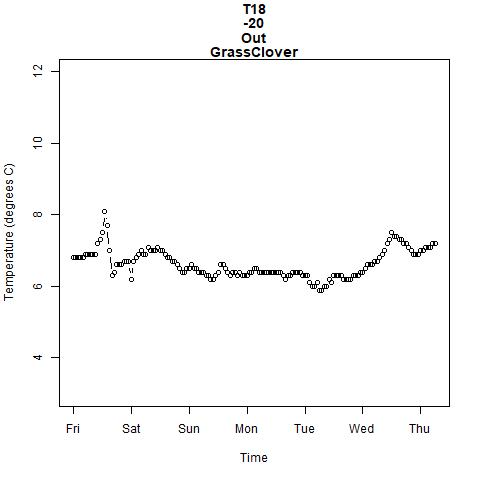 T18
-20
Out
GrassClover
Temperature (degrees C)
12
10
8
6
4
Fri Sat Sun Mon Tue Wed Thu
Time